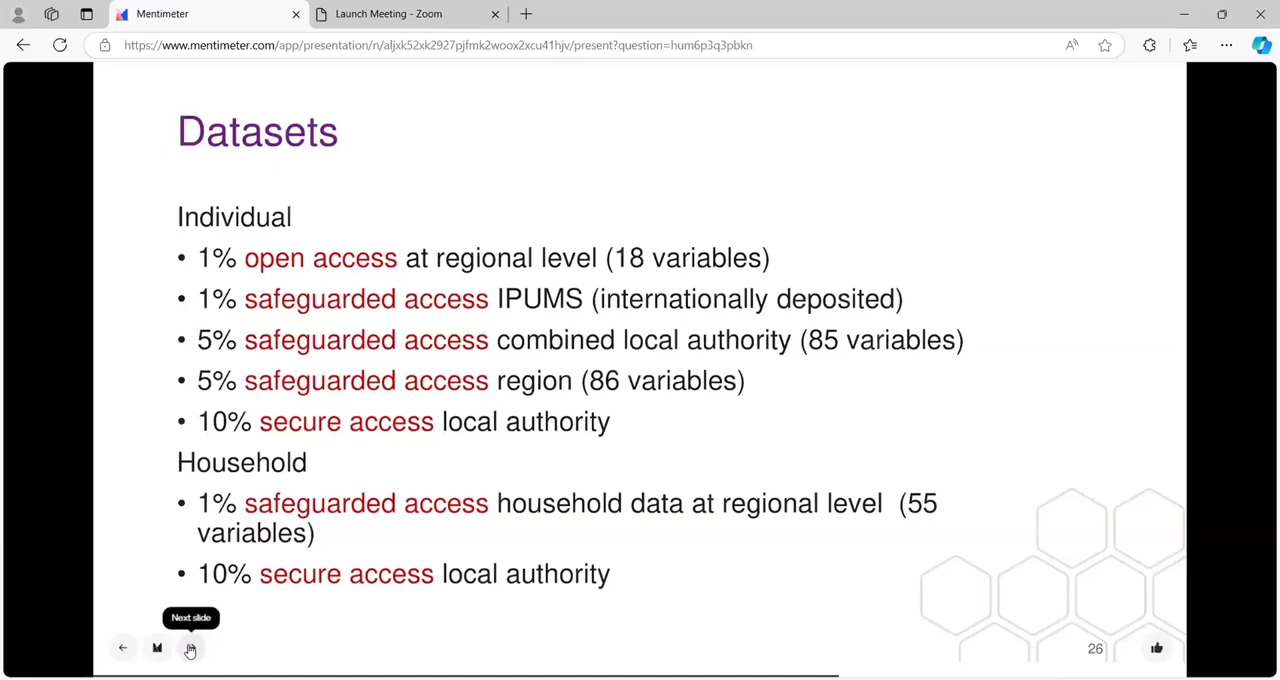 Mentimeter
Launch Meeting - Zoom
https://www.mentimeter.com/app/presentation/n/aljxk52xk2927pjfmk2woox2xcu41hjv/present?question=hum6p3q3pbkn
Datasets
Individual
• 1% open access at regional level (18 variables)
• 1% safeguarded access IPUMS (internationally deposited)
• 5% safeguarded access combined local authority (85 variables)
• 5% safeguarded access region (86 variables)
• 10% secure access local authority
Household
• 1% safeguarded access household data at regional level (55
variables)
• 10% secure access local authority
Next slide
26